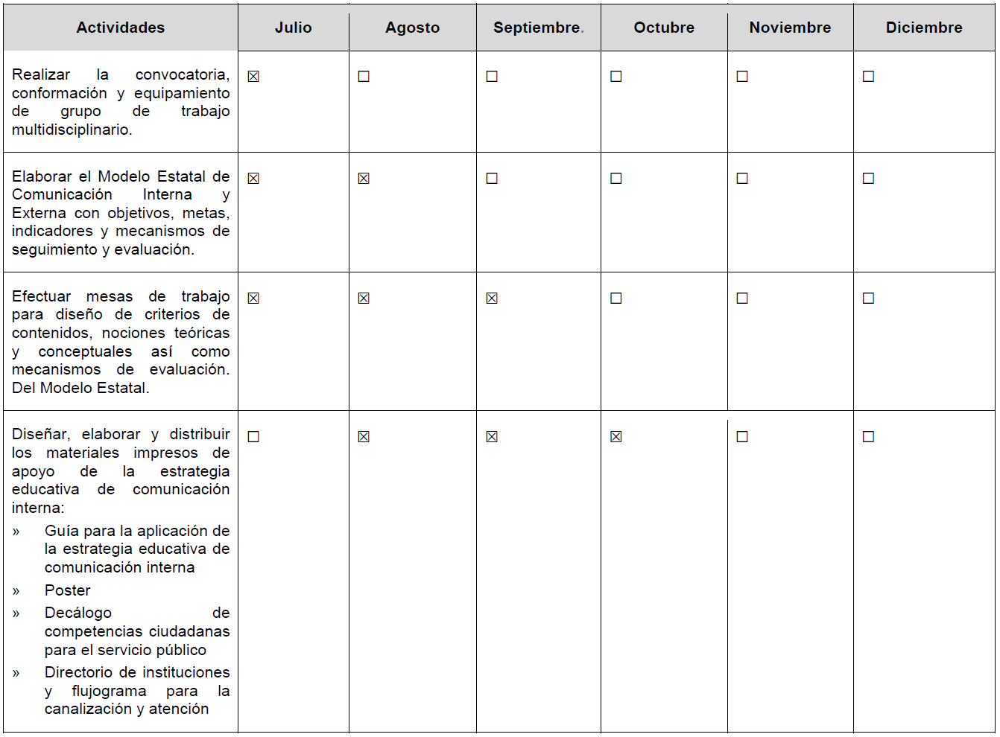 Actividades Julio Agosto Septiembre. Octubre Noviembre Diciembre
Realizar la convocatoria, ☒ ☐ ☐ ☐ ☐ ☐
conformación y equipamiento
de grupo de trabajo
multidisciplinario.
Elaborar el Modelo Estatal de ☒ ☒ ☐ ☐ ☐ ☐
Comunicación Interna y
Externa con objetivos, metas,
indicadores y mecanismos de
seguimiento y evaluación.
Efectuar mesas de trabajo ☒ ☒ ☒ ☐ ☐ ☐
para diseño de criterios de
contenidos, nociones teóricas
y conceptuales así como
mecanismos de evaluación.
Del Modelo Estatal.
Diseñar, elaborar y distribuir ☐ ☒ ☒ ☒ ☐ ☐
los materiales impresos de
apoyo de la estrategia
educativa de comunicación
interna:
» Guía para la aplicación de
la estrategia educativa de
comunicación interna
» Poster
» Decálogo de
competencias ciudadanas
para el servicio público
» Directorio de instituciones
y flujograma para la
canalización y atención